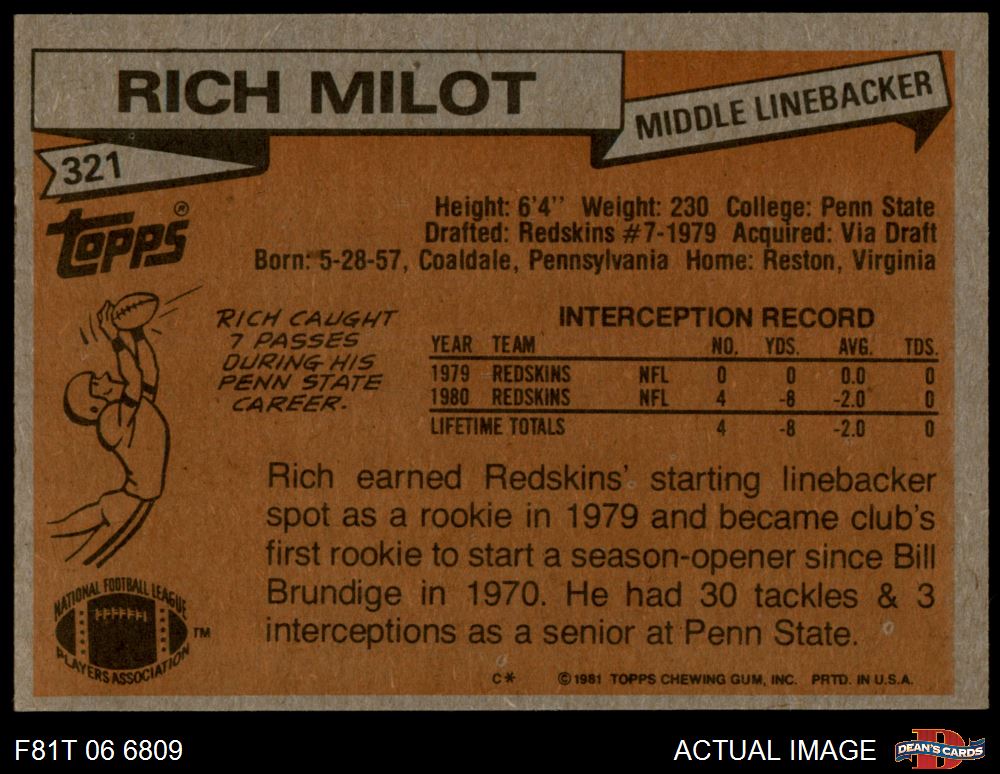 RICH MILOT
MIDDLE LINEBACKER
321
topps®
Height: 6'4'' Weight: 230 College: Penn State
Drafted: Redskins #7-1979 Acquired: Via Draft
Born: 5-28-57, Coaldale, Pennsylvania Home: Reston, Virginia
RICH CAUGHT
7 PASSES
DURING HIS
PENN STATE
CAREER.
INTERCEPTION RECORD
YEAR TEAM NO. YDS. AVG. TDS.
1979 REDSKINS NFL 0 0 0.0 0
1980 REDSKINS NFL 4 -8 -2.0 0
LIFETIME TOTALS 4 -8 -2.0 0
Rich earned Redskins' starting linebacker
spot as a rookie in 1979 and became club's
first rookie to start a season-opener since Bill
Brundige in 1970. He had 30 tackles & 3
interceptions as a senior at Penn State.
NATIONAL FOOTBALL LEAGUE
PLAYERS ASSOCIATION
TM
C* ©1981 TOPPS CHEWING GUM, INC. PRTD. IN U.S.A.
F81T 06 6809
ACTUAL IMAGE
D
DEAN'S CARDS